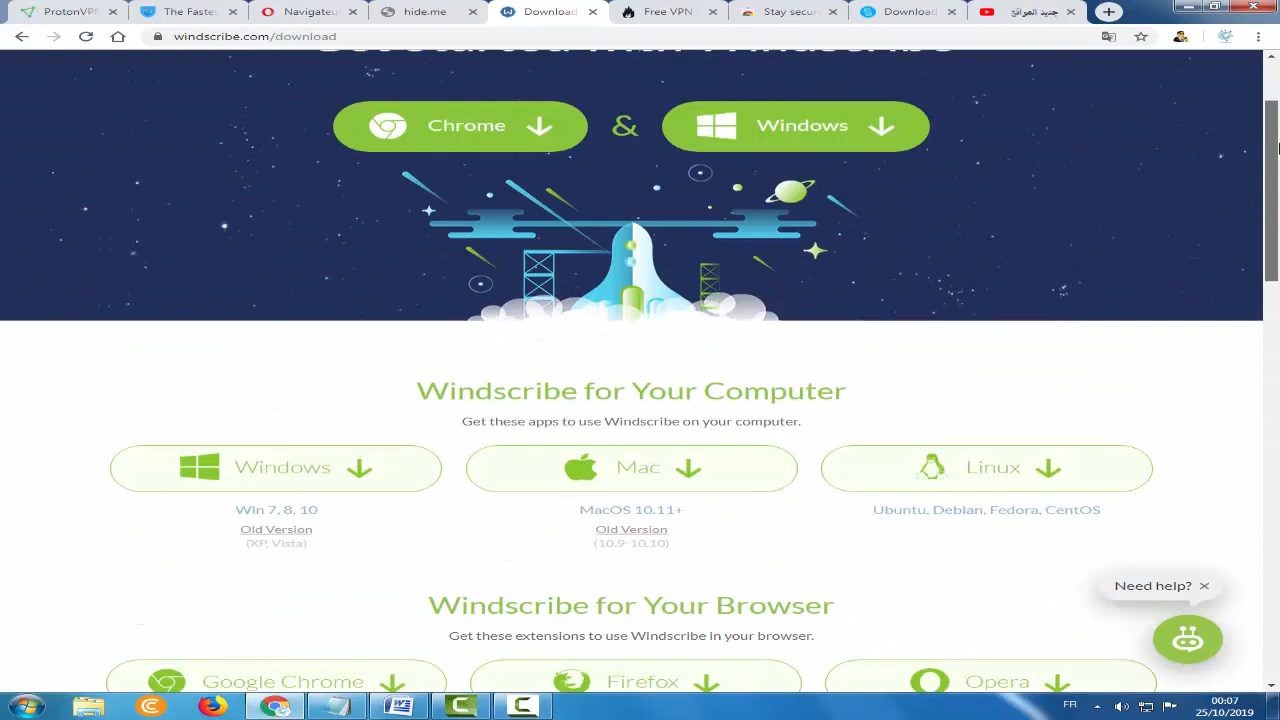 ProtonVPN
The Fastes
Navigateu
hide.me
Download
Free VPN
Stay secur
Download
جديد المواقع
windscribe.com/download
Chrome
&
Windows
Windscribe for Your Computer
Get these apps to use Windscribe on your computer.
Windows
Mac
Linux
Win 7, 8, 10
MacOS 10.11+
Ubuntu, Debian, Fedora, CentOS
Old Version
Old Version
(XP, Vista)
(10.9-10.10)
Need help?
Windscribe for Your Browser
Get these extensions to use Windscribe in your browser.
Google Chrome
Firefox
Opera
FR
00:07
25/10/2019